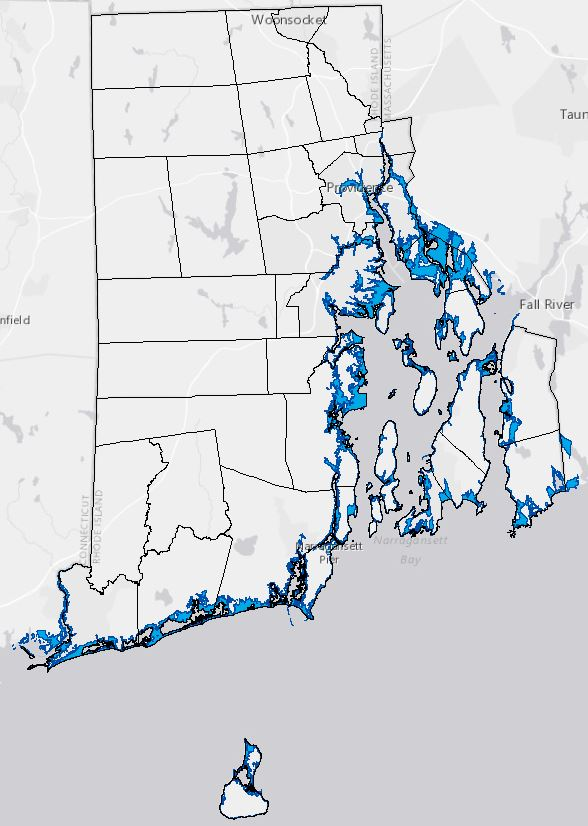 Woonsocket
RHODE ISLAND
MASSACHUSETTS
Taun
Providence
Fall River
nfield
CONNECTICUT
RHODE ISLAND
Narragansett
Pier
Narragansett
Bay